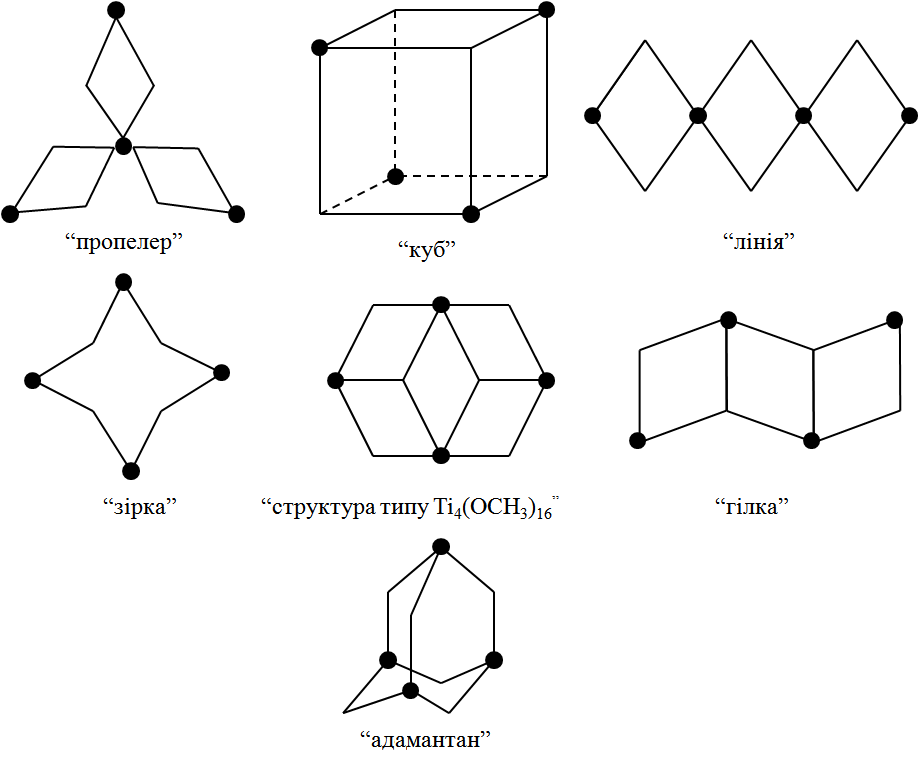 “пропелер”
“куб”
“лінія”
“зірка”
“структура типу Ti₄(OCH₃)₁₆”
“гілка”
“адамантан”